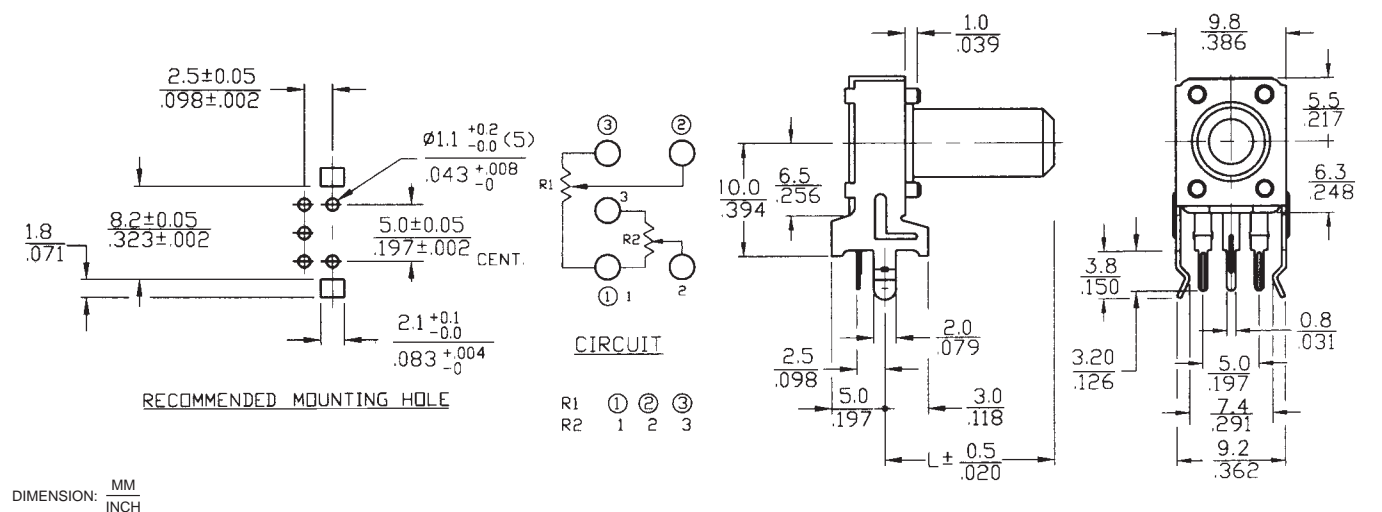 2.5±0.05
.098±.002
Ø1.1 +0.2 -0.0 (5)
.043 +.008 -0
8.2±0.05
.323±.002
1.8
.071
5.0±0.05
.197±.002
CENT.
2.1 +0.1 -0.0
.083 +.004 -0
RECOMMENDED MOUNTING HOLE
③ ②
R1
3
R2
① 1 2
CIRCUIT
R1 ① ② ③
R2 1 2 3
1.0
.039
10.0
.394
6.5
.256
2.0
.079
2.5
.098
5.0
.197
3.0
.118
L± 0.5
.020
9.8
.386
5.5
.217
6.3
.248
3.8
.150
3.20
.126
0.8
.031
5.0
.197
7.4
.291
9.2
.362
DIMENSION: MM
INCH